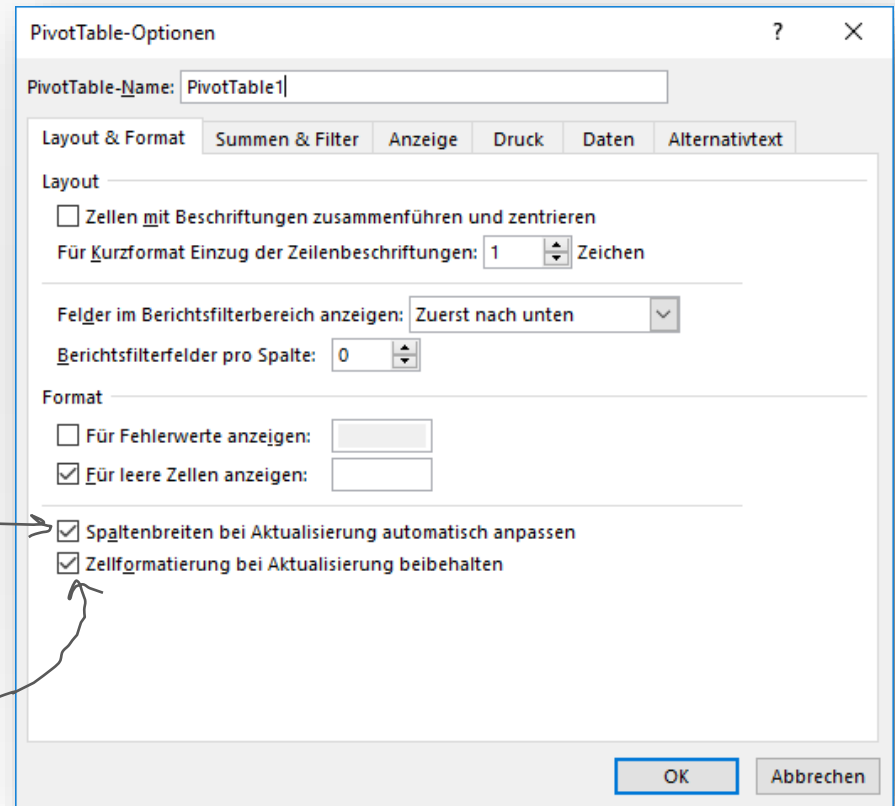 PivotTable-Optionen ?
PivotTable-Name: PivotTable1
Layout & Format Summen & Filter Anzeige Druck Daten Alternativtext
Layout
Zellen mit Beschriftungen zusammenführen und zentrieren
Für Kurzformat Einzug der Zeilenbeschriftungen: 1 Zeichen
Felder im Berichtsfilterbereich anzeigen: Zuerst nach unten
Berichtsfilterfelder pro Spalte: 0
Format
Für Fehlerwerte anzeigen:
Für leere Zellen anzeigen:
Spaltenbreiten bei Aktualisierung automatisch anpassen
Zellformatierung bei Aktualisierung beibehalten
OK Abbrechen